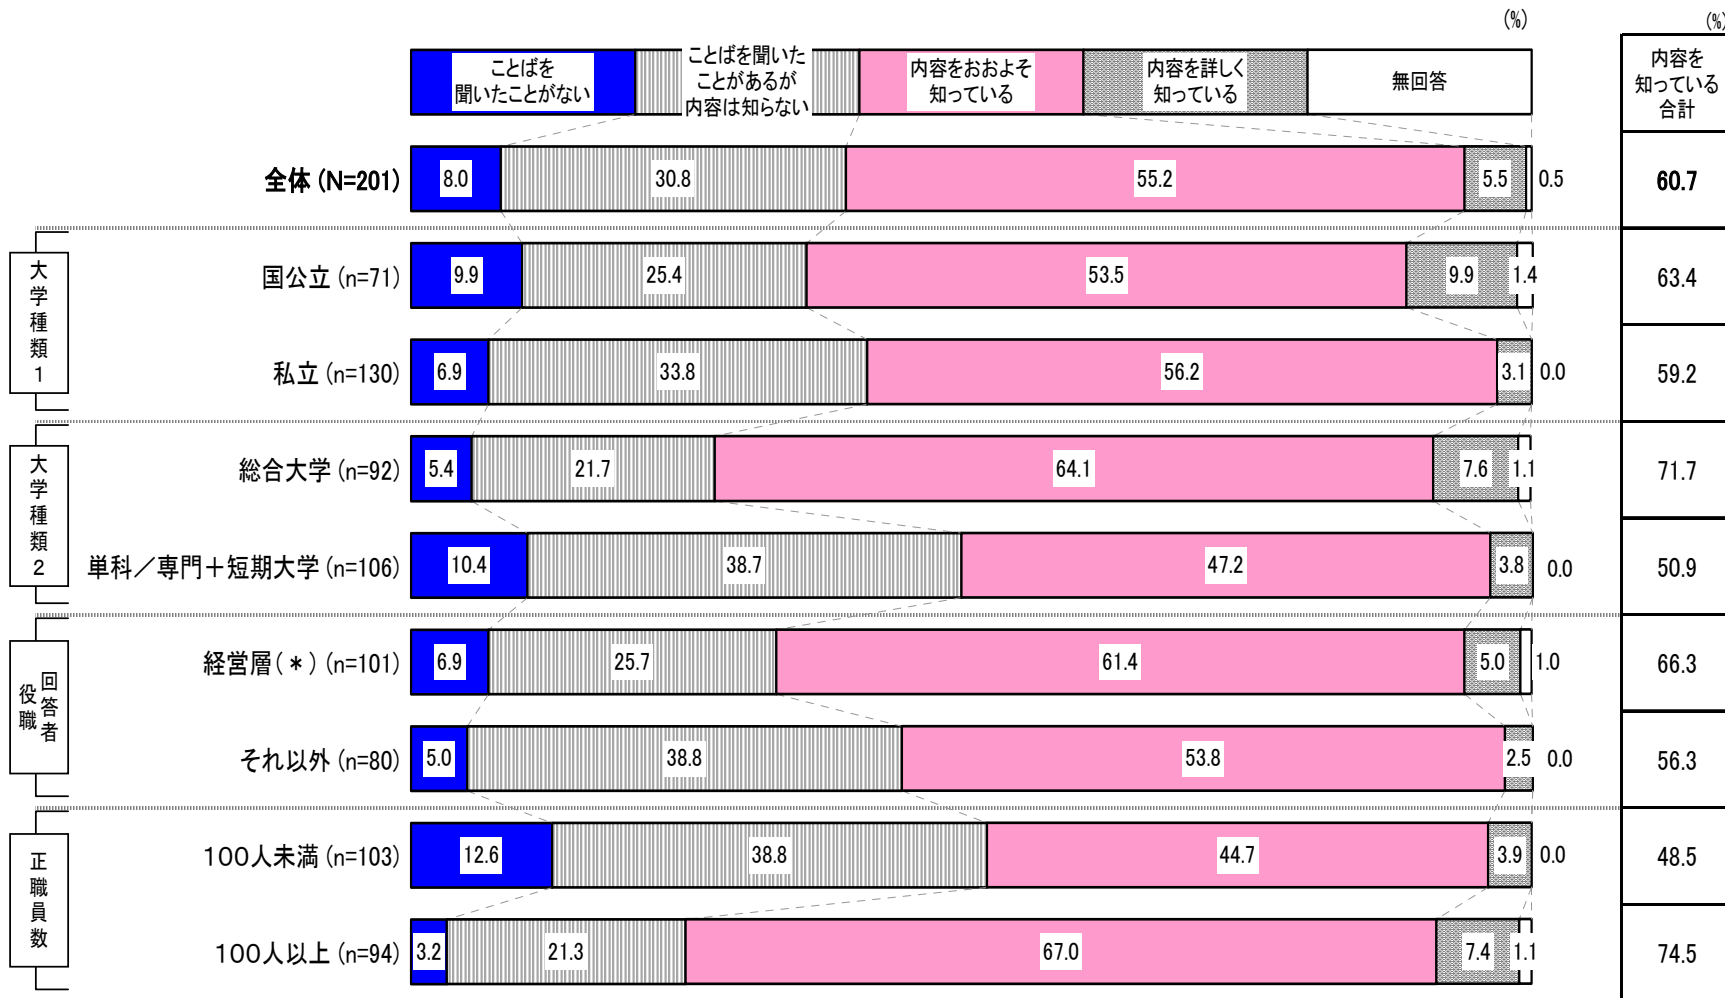 (%)
(%)
ことばを
聞いたことがない
ことばを聞いた
ことがあるが
内容は知らない
内容をおおよそ
知っている
内容を詳しく
知っている
無回答
内容を
知っている
合計
全体 (N=201)
8.0
30.8
55.2
5.5
0.5
60.7
大学種類1
国公立 (n=71)
9.9
25.4
53.5
9.9
1.4
63.4
私立 (n=130)
6.9
33.8
56.2
3.1
0.0
59.2
大学種類2
総合大学 (n=92)
5.4
21.7
64.1
7.6
1.1
71.7
単科／専門＋短期大学 (n=106)
10.4
38.7
47.2
3.8
0.0
50.9
回答者
役職
経営層(＊) (n=101)
6.9
25.7
61.4
5.0
1.0
66.3
それ以外 (n=80)
5.0
38.8
53.8
2.5
0.0
56.3
正職員数
100人未満 (n=103)
12.6
38.8
44.7
3.9
0.0
48.5
100人以上 (n=94)
3.2
21.3
67.0
7.4
1.1
74.5